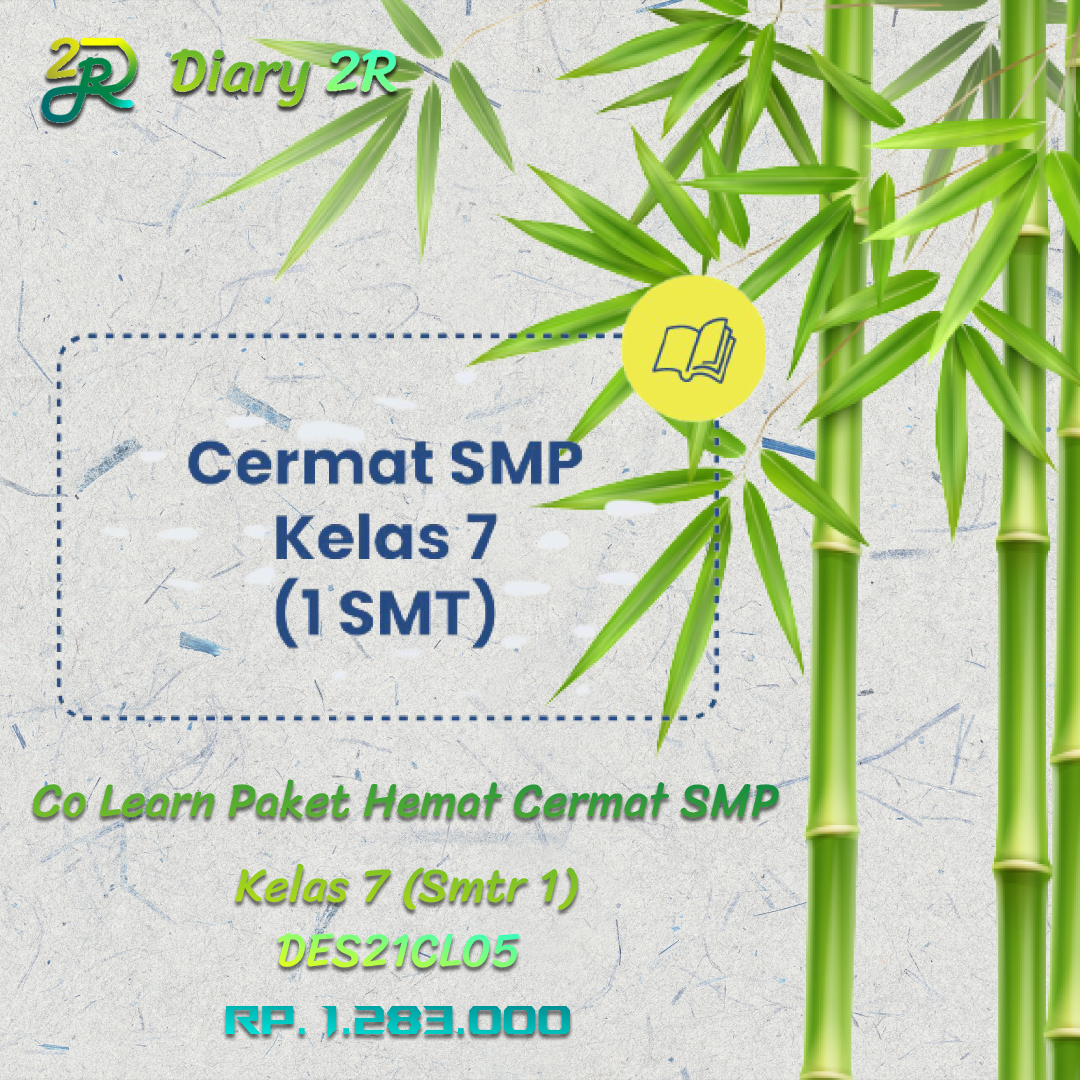 2R Diary 2R
Cermat SMP
Kelas 7
(1 SMT)
Co Learn Paket Hemat Cermat SMP
Kelas 7 (Smtr 1)
DES21CL05
RP. 1.283.000